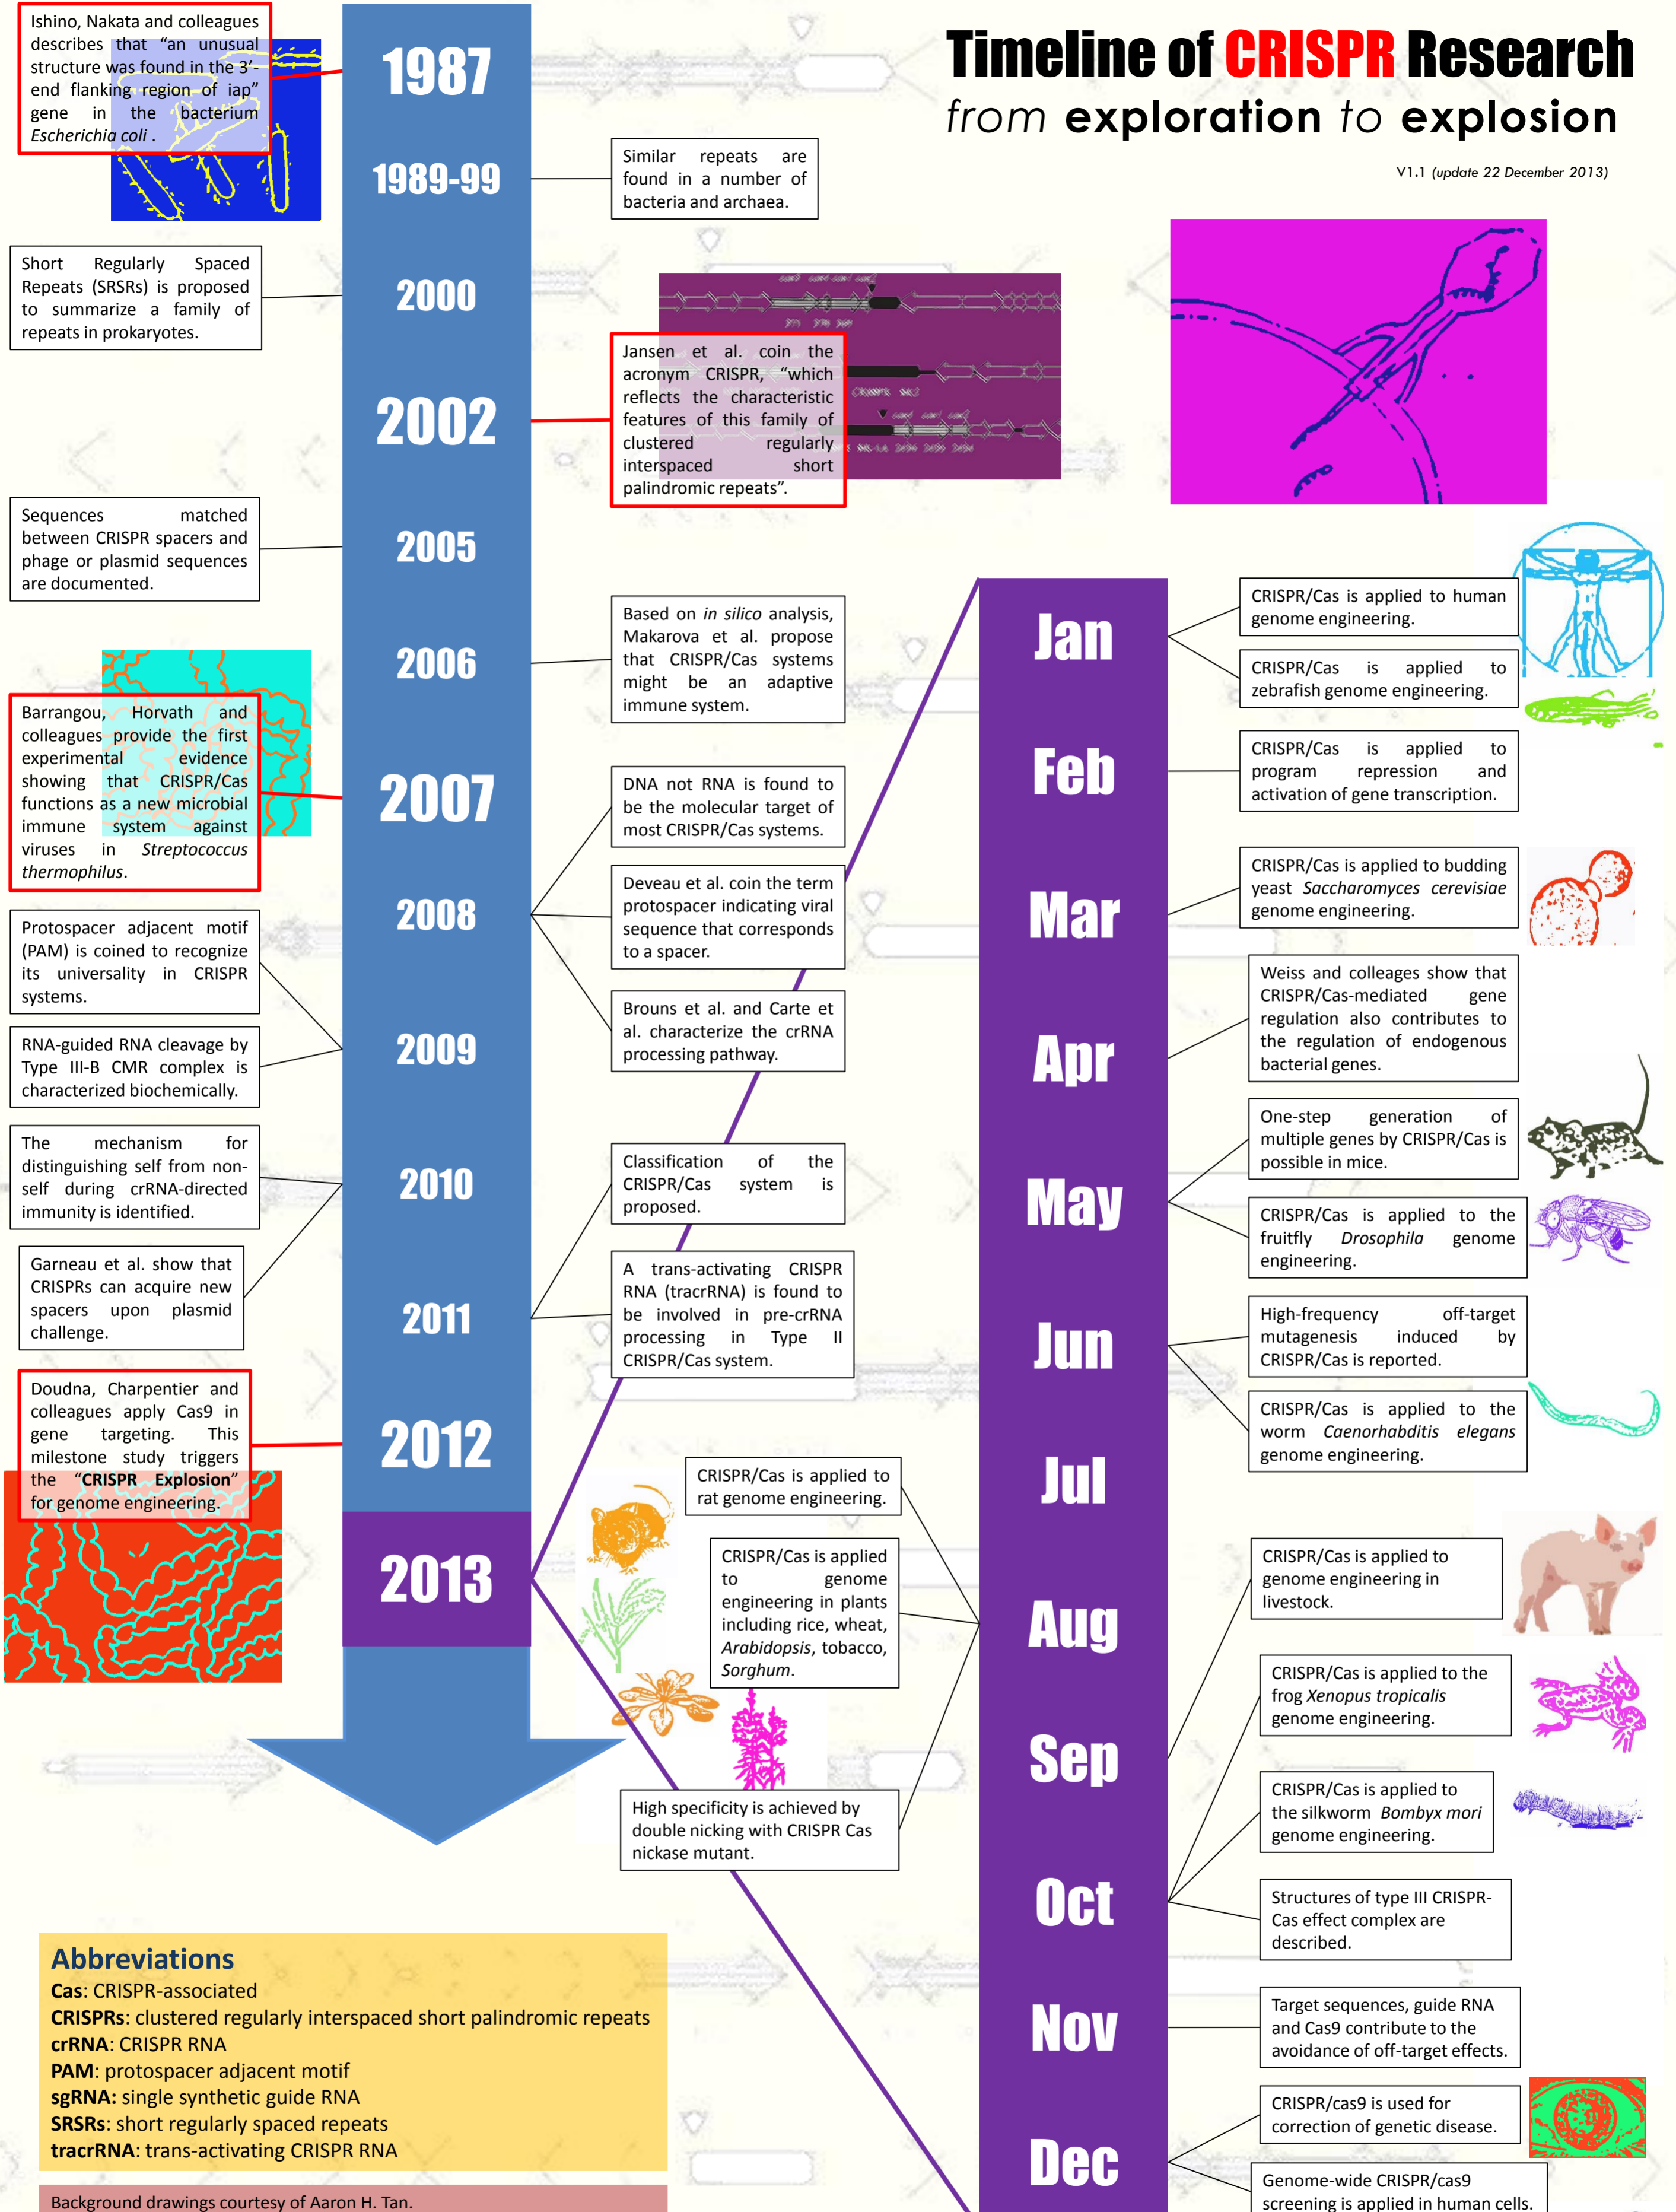 Timeline of CRISPR Research
from exploration to explosion
V1.1 (update 22 December 2013)
1987
Ishino, Nakata and colleagues
describes that “an unusual
structure was found in the 3’-
end flanking region of iap”
gene in the bacterium
Escherichia coli .
1989-99
Similar repeats are
found in a number of
bacteria and archaea.
2000
Short Regularly Spaced
Repeats (SRSRs) is proposed
to summarize a family of
repeats in prokaryotes.
2002
Jansen et al. coin the
acronym CRISPR, “which
reflects the characteristic
features of this family of
clustered regularly
interspaced short
palindromic repeats”.
2005
Sequences matched
between CRISPR spacers and
phage or plasmid sequences
are documented.
2006
Based on in silico analysis,
Makarova et al. propose
that CRISPR/Cas systems
might be an adaptive
immune system.
2007
Barrangou, Horvath and
colleagues provide the first
experimental evidence
showing that CRISPR/Cas
functions as a new microbial
immune system against
viruses in Streptococcus
thermophilus.
2008
DNA not RNA is found to
be the molecular target of
most CRISPR/Cas systems.
Deveau et al. coin the term
protospacer indicating viral
sequence that corresponds
to a spacer.
Brouns et al. and Carte et
al. characterize the crRNA
processing pathway.
2009
Protospacer adjacent motif
(PAM) is coined to recognize
its universality in CRISPR
systems.
RNA-guided RNA cleavage by
Type III-B CMR complex is
characterized biochemically.
2010
The mechanism for
distinguishing self from non-
self during crRNA-directed
immunity is identified.
Garneau et al. show that
CRISPRs can acquire new
spacers upon plasmid
challenge.
2011
Classification of the
CRISPR/Cas system is
proposed.
A trans-activating CRISPR
RNA (tracrRNA) is found to
be involved in pre-crRNA
processing in Type II
CRISPR/Cas system.
2012
Doudna, Charpentier and
colleagues apply Cas9 in
gene targeting. This
milestone study triggers
the “CRISPR Explosion”
for genome engineering.
2013
Jan
CRISPR/Cas is applied to human
genome engineering.
CRISPR/Cas is applied to
zebrafish genome engineering.
Feb
CRISPR/Cas is applied to
program repression and
activation of gene transcription.
Mar
CRISPR/Cas is applied to budding
yeast Saccharomyces cerevisiae
genome engineering.
Apr
Weiss and colleages show that
CRISPR/Cas-mediated gene
regulation also contributes to
the regulation of endogenous
bacterial genes.
May
One-step generation of
multiple genes by CRISPR/Cas is
possible in mice.
CRISPR/Cas is applied to the
fruitfly Drosophila genome
engineering.
Jun
High-frequency off-target
mutagenesis induced by
CRISPR/Cas is reported.
CRISPR/Cas is applied to the
worm Caenorhabditis elegans
genome engineering.
Jul
Aug
CRISPR/Cas is applied to
rat genome engineering.
CRISPR/Cas is applied
to genome
engineering in plants
including rice, wheat,
Arabidopsis, tobacco,
Sorghum.
High specificity is achieved by
double nicking with CRISPR Cas
nickase mutant.
Sep
CRISPR/Cas is applied to
genome engineering in
livestock.
Oct
CRISPR/Cas is applied to the
frog Xenopus tropicalis
genome engineering.
CRISPR/Cas is applied to
the silkworm Bombyx mori
genome engineering.
Structures of type III CRISPR-
Cas effect complex are
described.
Nov
Target sequences, guide RNA
and Cas9 contribute to the
avoidance of off-target effects.
Dec
CRISPR/cas9 is used for
correction of genetic disease.
Genome-wide CRISPR/cas9
screening is applied in human cells.
Abbreviations
Cas: CRISPR-associated
CRISPRs: clustered regularly interspaced short palindromic repeats
crRNA: CRISPR RNA
PAM: protospacer adjacent motif
sgRNA: single synthetic guide RNA
SRSRs: short regularly spaced repeats
tracrRNA: trans-activating CRISPR RNA
Background drawings courtesy of Aaron H. Tan.